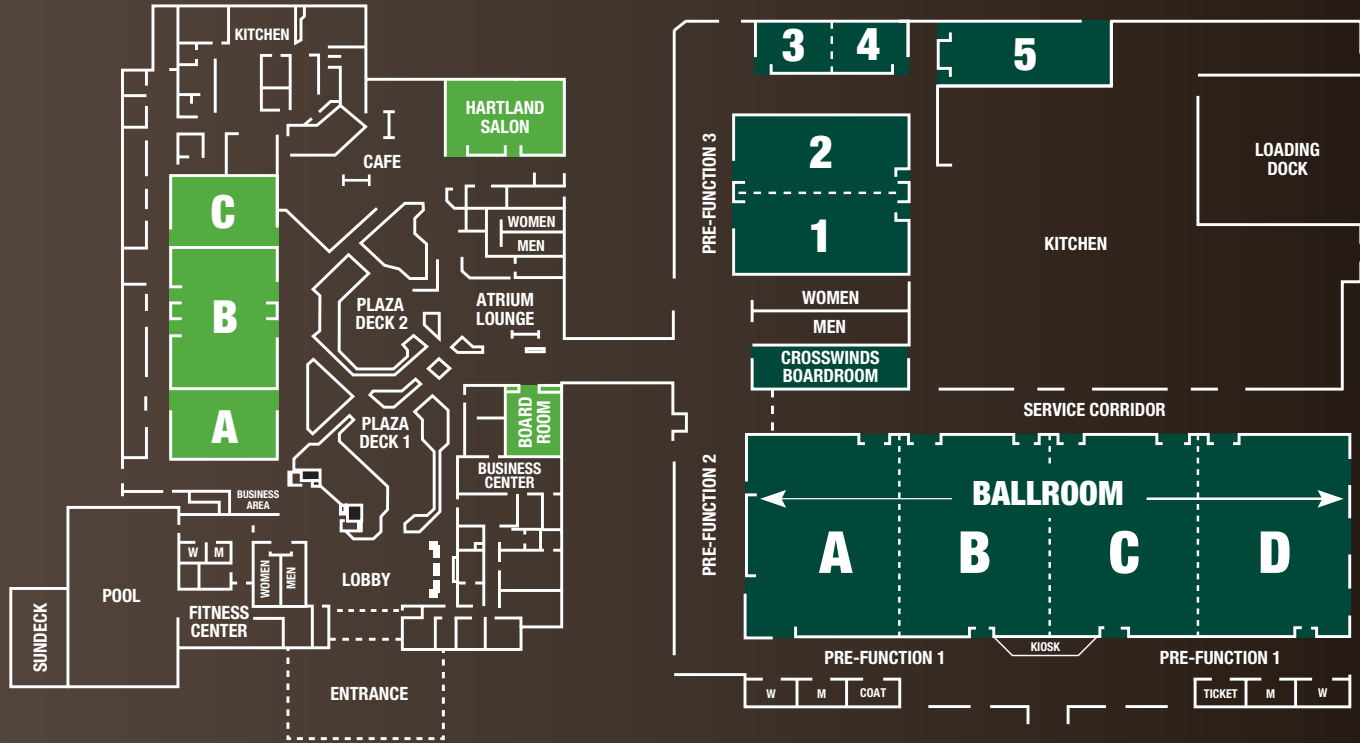 KITCHEN
HARTLAND
SALON
CAFE
C
B
A
WOMEN
MEN
PLAZA
DECK 2
ATRIUM
LOUNGE
PLAZA
DECK 1
BOARD
ROOM
BUSINESS
CENTER
BUSINESS
AREA
W
M
WOMEN
MEN
LOBBY
POOL
SUNDECK
FITNESS
CENTER
ENTRANCE
3
4
5
PRE-FUNCTION 3
2
1
LOADING
DOCK
KITCHEN
WOMEN
MEN
CROSSWINDS
BOARDROOM
SERVICE CORRIDOR
PRE-FUNCTION 2
BALLROOM
A
B
C
D
KIOSK
PRE-FUNCTION 1
PRE-FUNCTION 1
W
M
COAT
TICKET
M
W